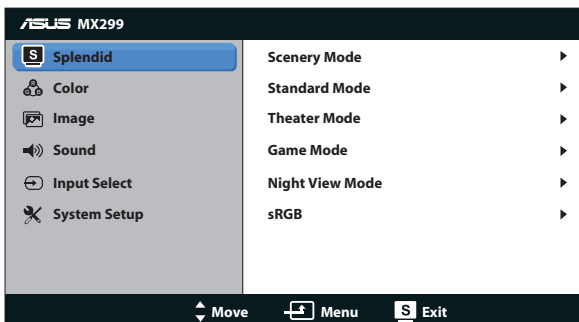 ASUS MX299
S Splendid
Color
Image
Sound
Input Select
System Setup
Scenery Mode
Standard Mode
Theater Mode
Game Mode
Night View Mode
sRGB
Move Menu S Exit